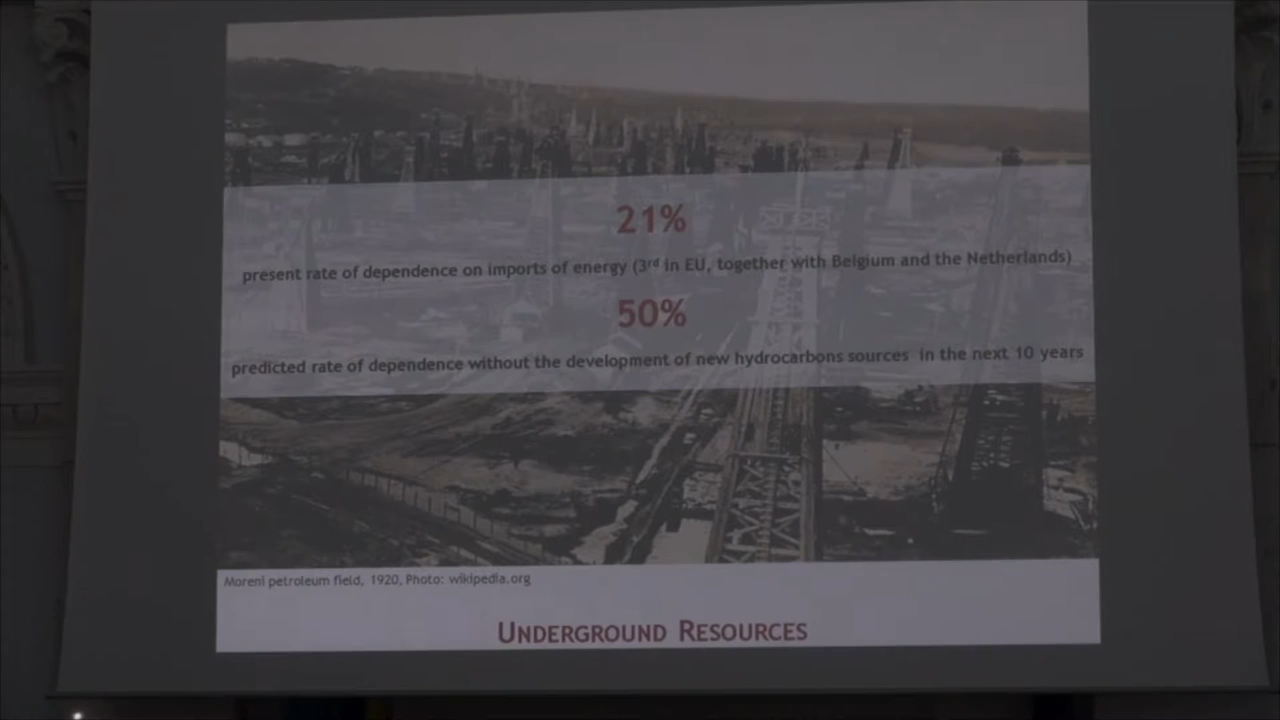 21%
present rate of dependence on imports of energy (3rd in EU, together with Belgium and the Netherlands)
50%
predicted rate of dependence without the development of new hydrocarbons sources in the next 10 years
Moreni petroleum field, 1920, Photo: wikipedia.org
UNDERGROUND RESOURCES